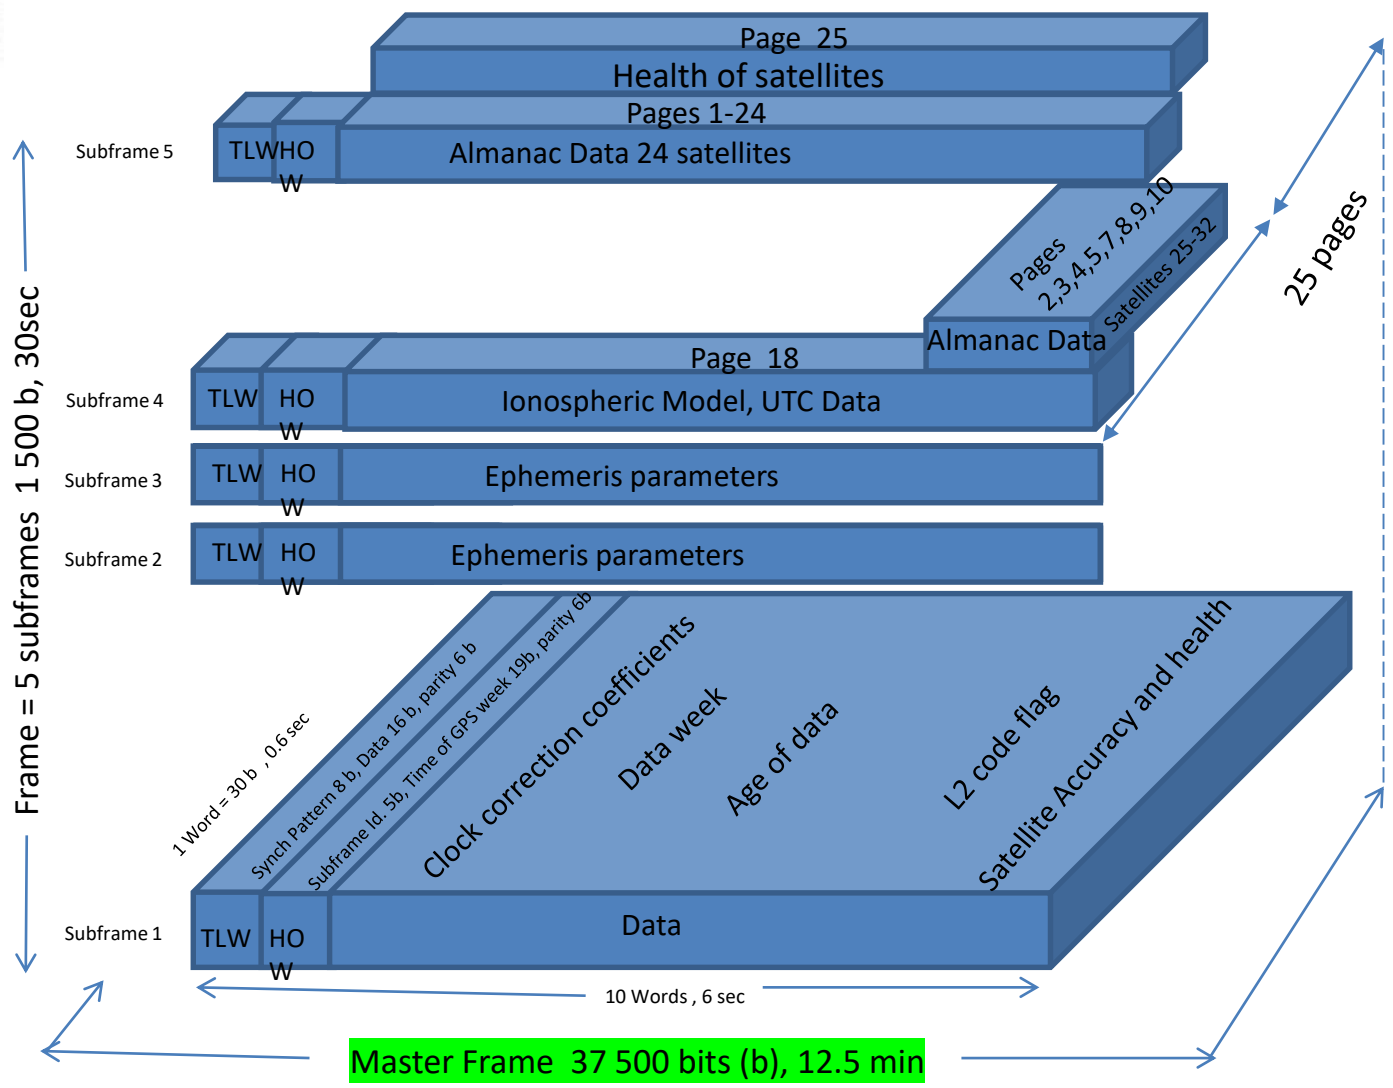 Page 25
Health of satellites
Pages 1-24
Subframe 5
TLW
HO
W
Almanac Data 24 satellites
Pages
2,3,4,5,7,8,9,10
Satellites 25-32
Almanac Data
25 pages
Page 18
Subframe 4
TLW
HO
W
Ionospheric Model, UTC Data
Subframe 3
TLW
HO
W
Ephemeris parameters
Subframe 2
TLW
HO
W
Ephemeris parameters
Frame = 5 subframes 1 500 b, 30sec
1 Word = 30 b , 0.6 sec
Synch Pattern 8 b, Data 16 b, parity 6 b
Subframe Id. 5b, Time of GPS week 19b, parity 6b
Clock correction coefficients
Data week
Age of data
L2 code flag
Satellite Accuracy and health
Subframe 1
TLW
HO
W
Data
10 Words , 6 sec
Master Frame 37 500 bits (b), 12.5 min